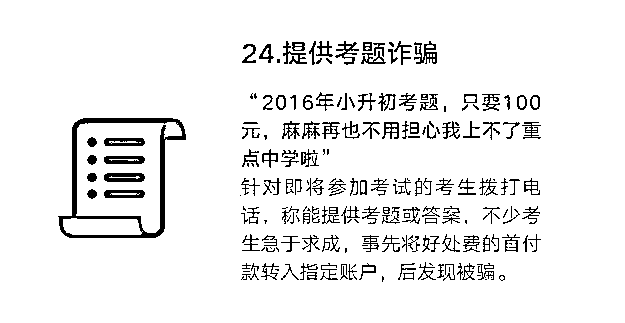 24.提供考题诈骗
“2016年小升初考题，只要100
元，麻麻再也不用担心我上不了重
点中学啦”
针对即将参加考试的考生拨打电
话，称能提供考题或答案，不少考
生急于求成，事先将好处费的首付
款转入指定账户，后发现被骗。